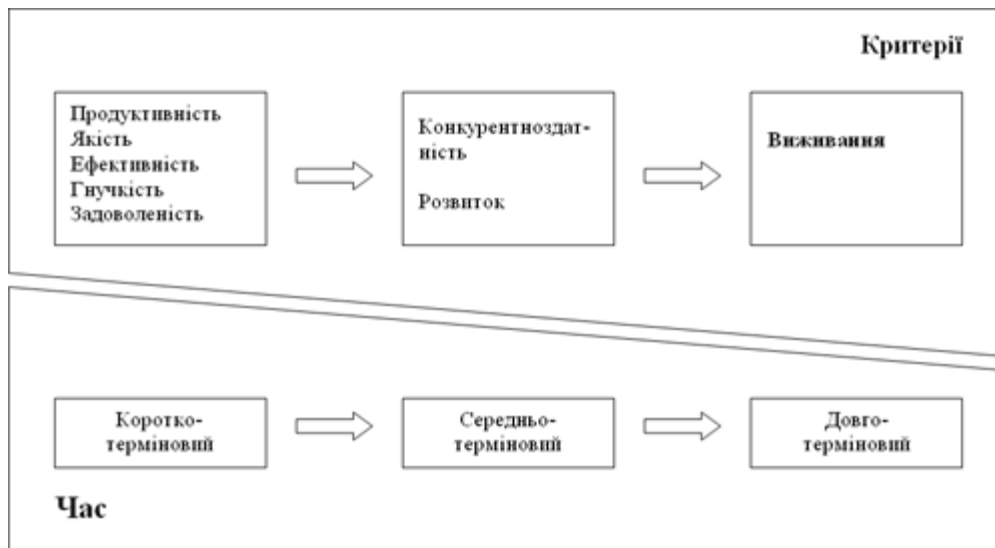 Критерії
Продуктивність
Якість
Ефективність
Гнучкість
Задоволеність
Конкурентноздат-
ність
Розвиток
Виживання
Коротко-
терміновий
Середньо-
терміновий
Довго-
терміновий
Час